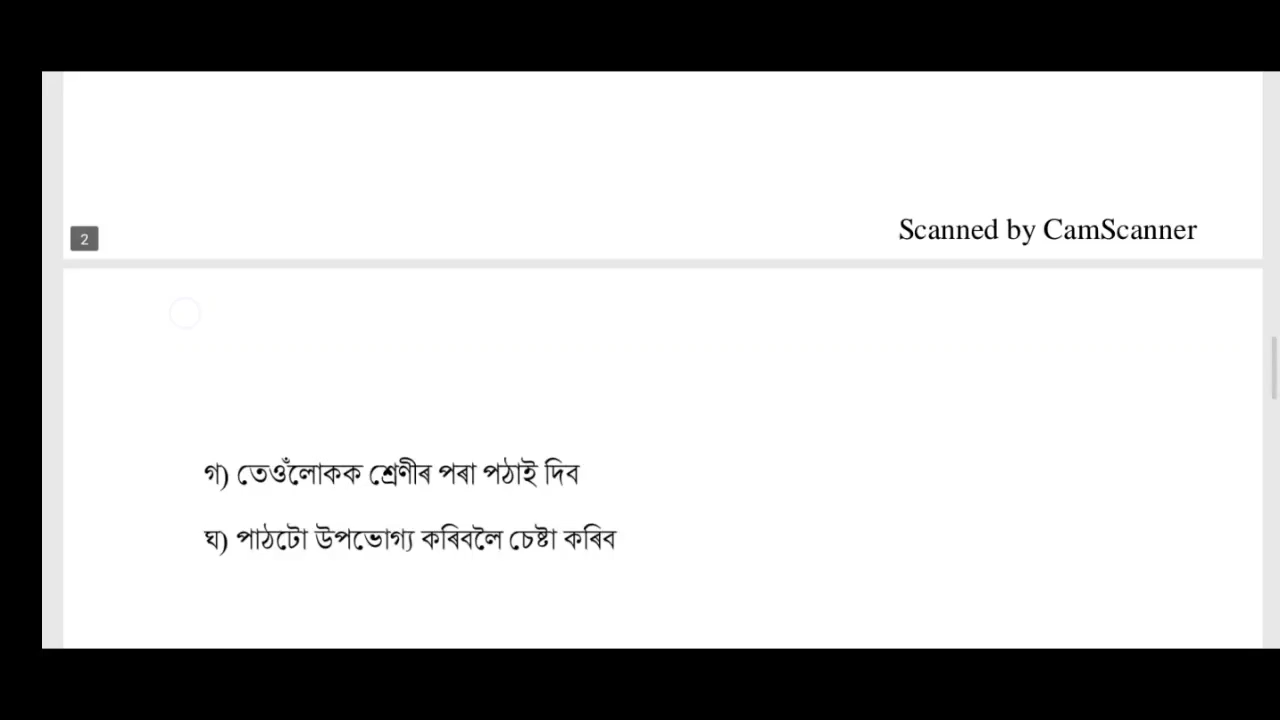 Scanned by CamScanner
2
গ) তেওঁলোকক শ্ৰেণীৰ পৰা পঠাই দিব
ঘ) পাঠটো উপভোগ্য কৰিবলৈ চেষ্টা কৰিব